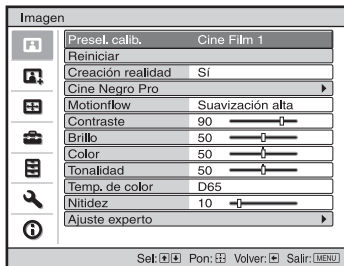 Imagen
Presel. calib. Cine Film 1
Reiniciar
Creación realidad Sí
Cine Negro Pro
Motionflow Suavización alta
Contraste 90
Brillo 50
Color 50
Tonalidad 50
Temp. de color D65
Nitidez 10
Ajuste experto
Sel: Pon: Volver: Salir: MENU